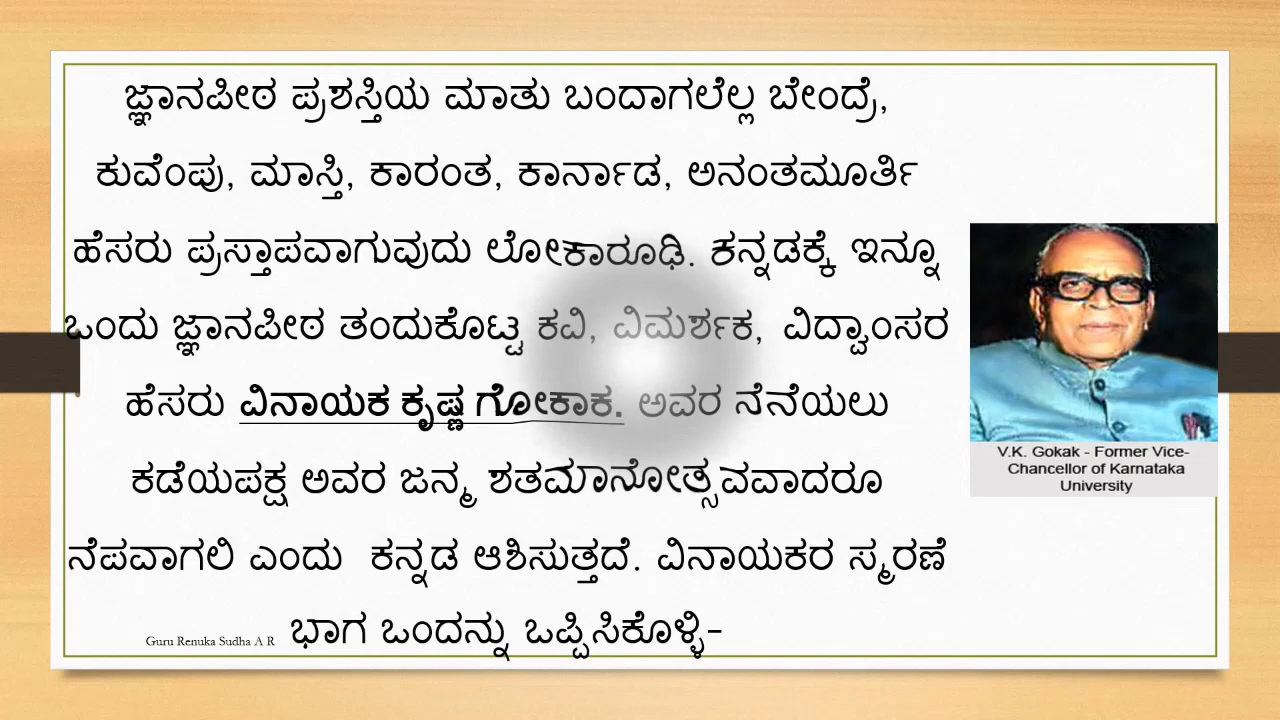 ಜ್ಞಾನಪೀಠ ಪ್ರಶಸ್ತಿಯ ಮಾತು ಬಂದಾಗಲೆಲ್ಲ ಬೇಂದ್ರೆ,
ಕುವೆಂಪು, ಮಾಸ್ತಿ, ಕಾರಂತ, ಕಾರ್ನಾಡ, ಅನಂತಮೂರ್ತಿ
ಹೆಸರು ಪ್ರಸ್ತಾಪವಾಗುವುದು ಲೋಕಾರೂಢಿ. ಕನ್ನಡಕ್ಕೆ ಇನ್ನೂ
ಒಂದು ಜ್ಞಾನಪೀಠ ತಂದುಕೊಟ್ಟ ಕವಿ, ವಿಮರ್ಶಕ, ವಿದ್ವಾಂಸರ
ಹೆಸರು ವಿನಾಯಕ ಕೃಷ್ಣ ಗೋಕಾಕ. ಅವರ ನೆನೆಯಲು
ಕಡೆಯಪಕ್ಷ ಅವರ ಜನ್ಮ ಶತಮಾನೋತ್ಸವವಾದರೂ
ನೆಪವಾಗಲಿ ಎಂದು ಕನ್ನಡ ಆಶಿಸುತ್ತದೆ. ವಿನಾಯಕರ ಸ್ಮರಣೆ
ಭಾಗ ಒಂದನ್ನು ಒಪ್ಪಿಸಿಕೊಳ್ಳಿ-
Guru Renuka Sudha A R
V.K. Gokak - Former Vice-
Chancellor of Karnataka
University